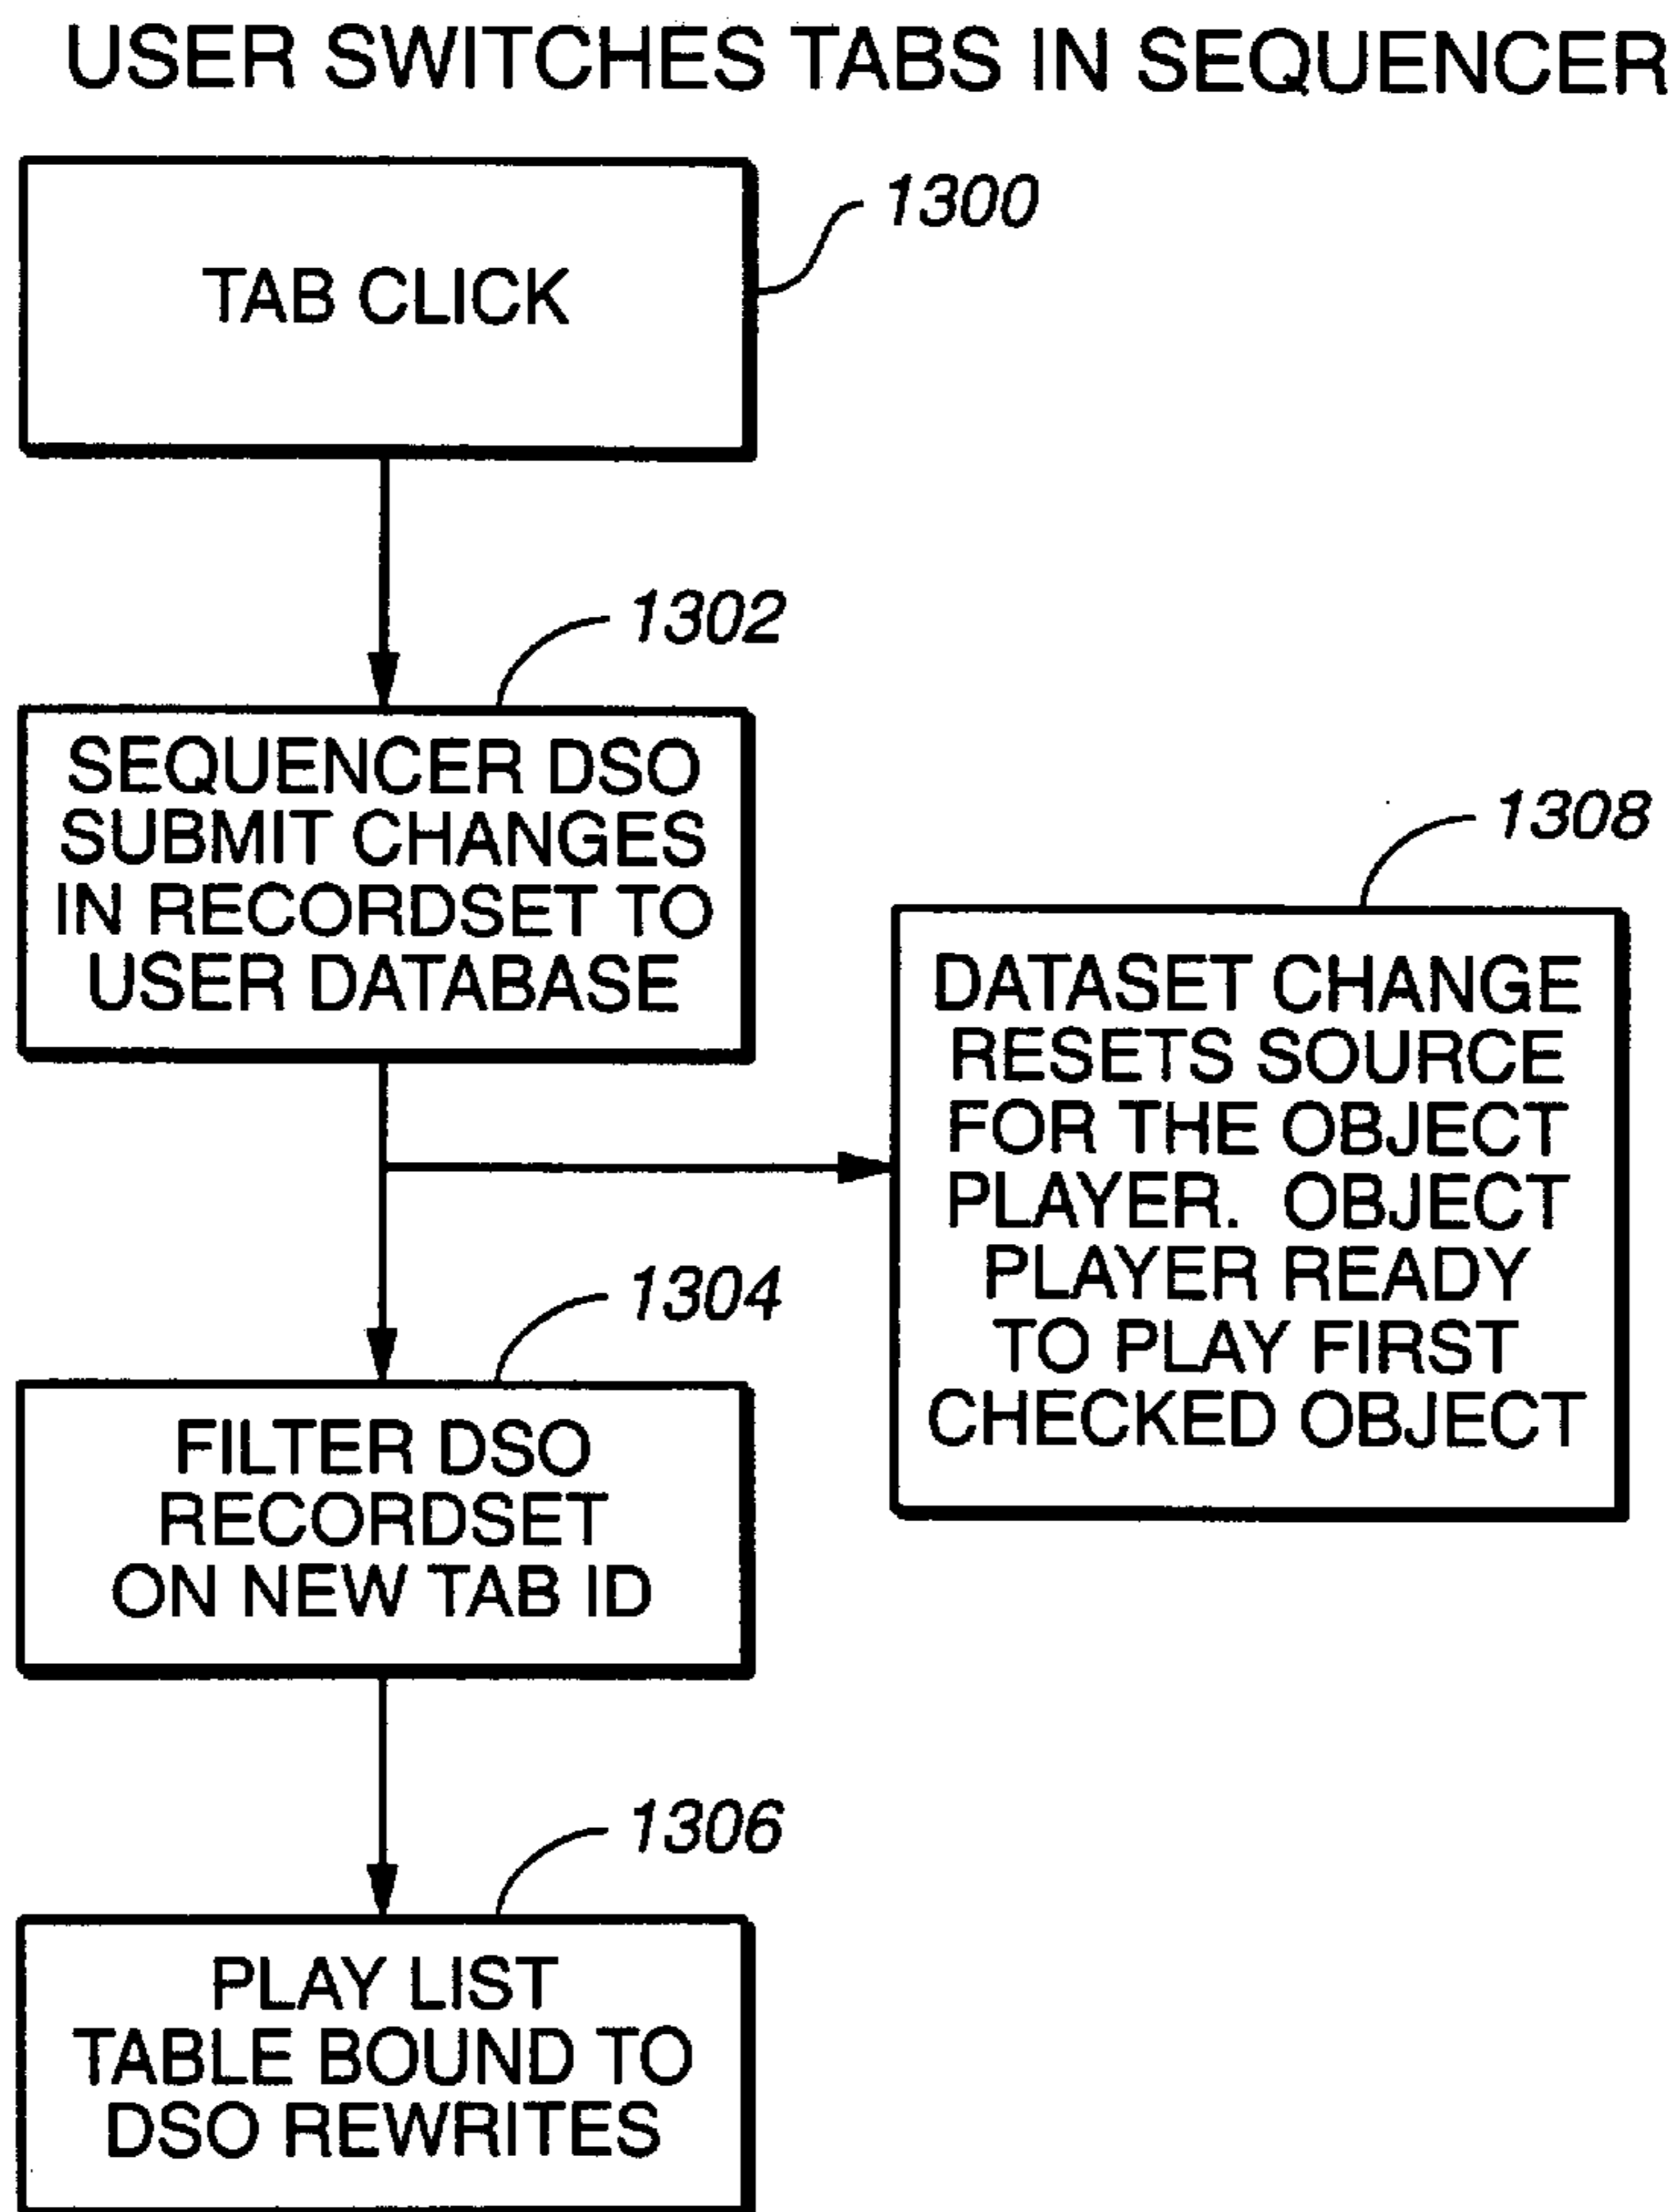 USER SWITCHES TABS IN SEQUENCER
1300
TAB CLICK
1302
SEQUENCER DSO
SUBMIT CHANGES
IN RECORDSET TO
USER DATABASE
1308
DATASET CHANGE
RESETS SOURCE
FOR THE OBJECT
PLAYER. OBJECT
PLAYER READY
TO PLAY FIRST
CHECKED OBJECT
1304
FILTER DSO
RECORDSET
ON NEW TAB ID
1306
PLAY LIST
TABLE BOUND TO
DSO REWRITES